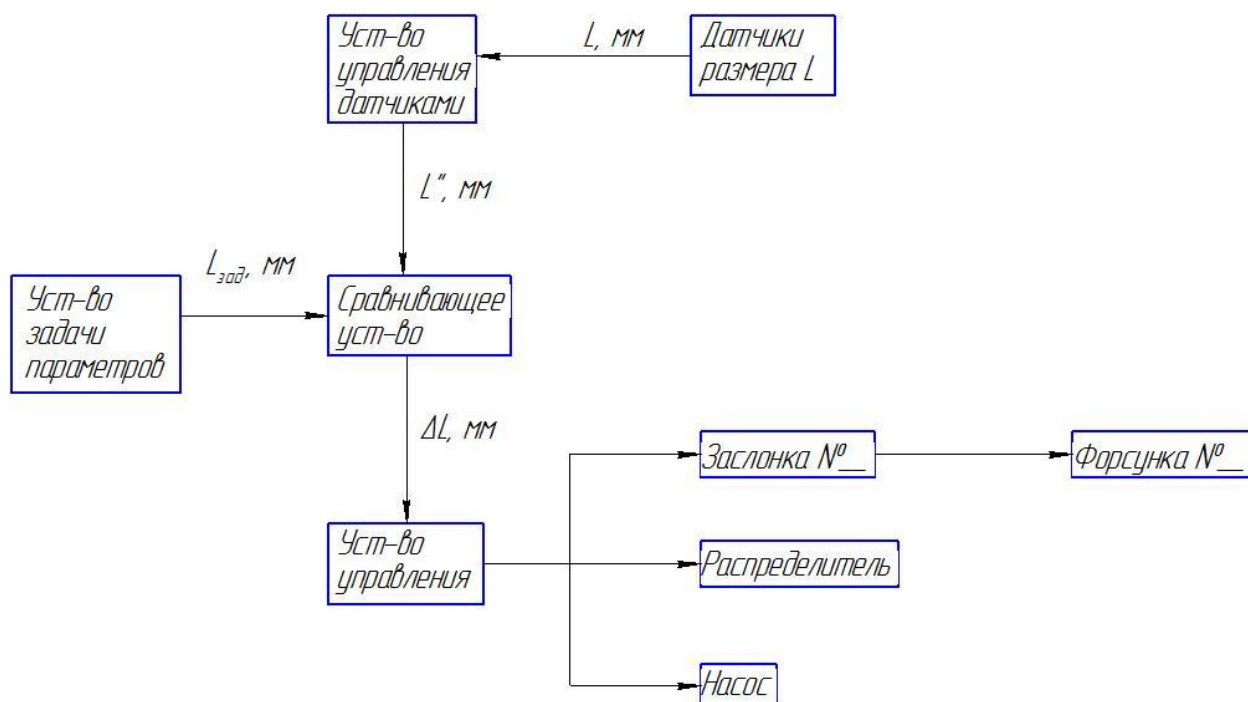 Уст-во
управления
датчиками
L, мм
Датчики
размера L
L", мм
Lзад, мм
Уст-во
задачи
параметров
Сравнивающее
уст-во
ΔL, мм
Заслонка №__
Форсунка №__
Уст-во
управления
Распределитель
Насос